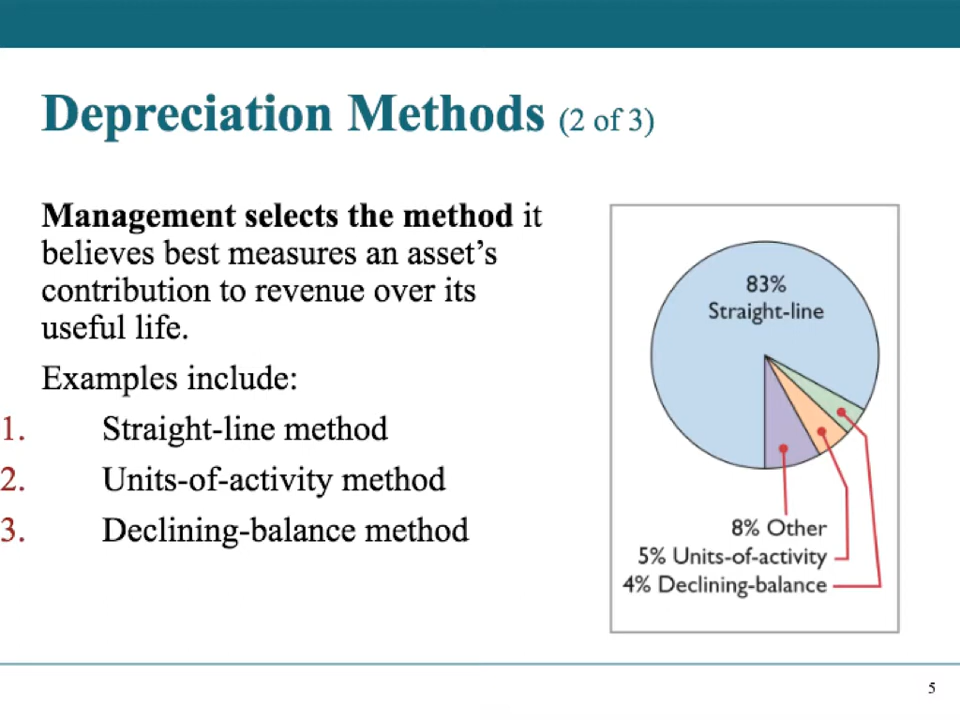 Depreciation Methods (2 of 3)
Management selects the method it
believes best measures an asset’s
contribution to revenue over its
useful life.
Examples include:
1. Straight-line method
2. Units-of-activity method
3. Declining-balance method
83%
Straight-line
8% Other
5% Units-of-activity
4% Declining-balance
5